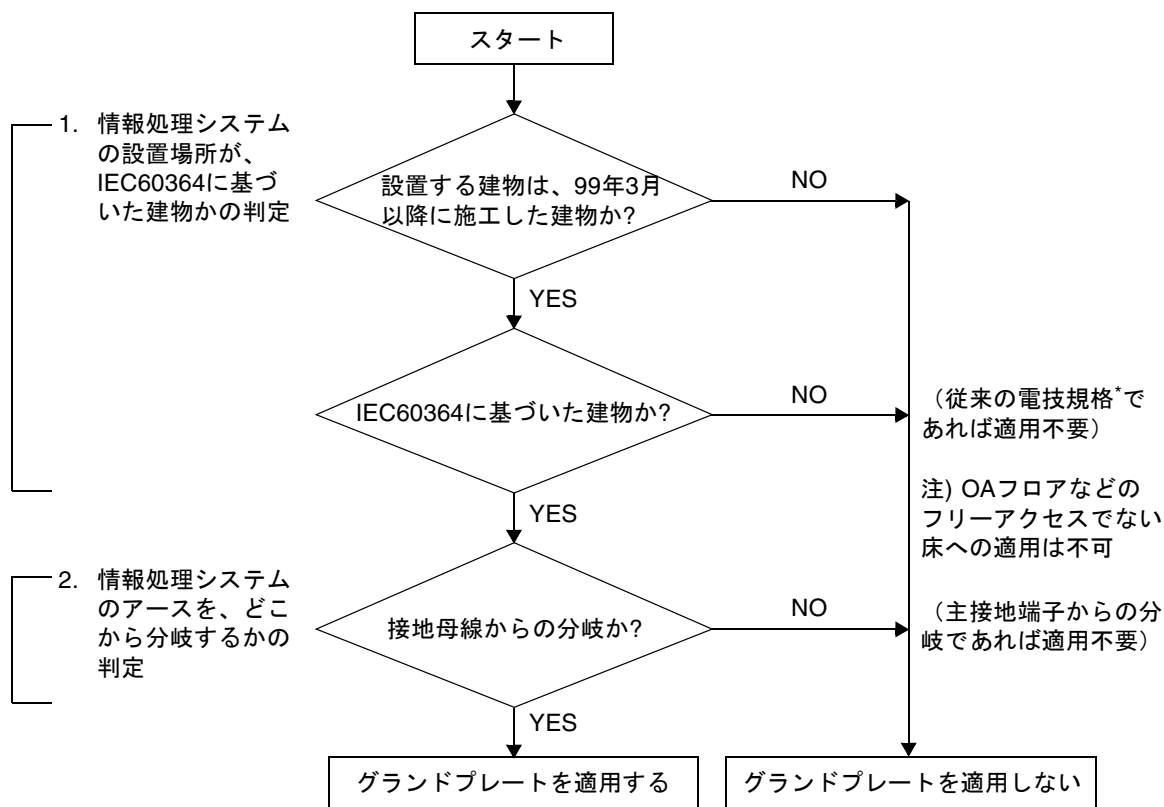 スタート
1. 情報処理システム
の設置場所が、
IEC60364に基づ
いた建物かの判定
設置する建物は、99年3月
以降に施工した建物か?
NO
YES
IEC60364に基づいた建物か?
NO
(従来の電技規格*で
あれば適用不要)
注) OAフロアなどの
フリーアクセスでない
床への適用は不可
YES
2. 情報処理システム
のアースを、どこ
から分岐するかの
判定
接地母線からの分岐か?
NO
(主接地端子からの分
岐であれば適用不要)
YES
グランドプレートを適用する
グランドプレートを適用しない